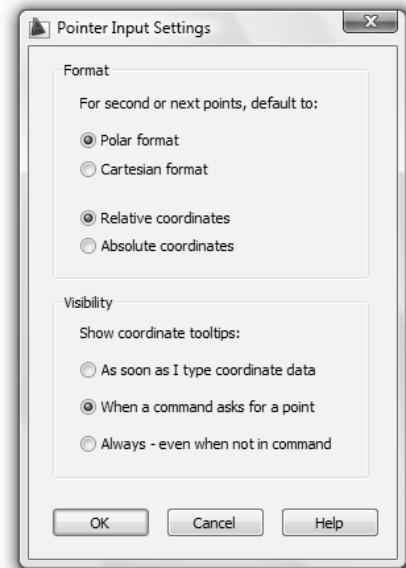 Pointer Input Settings
Format
For second or next points, default to:
Polar format
Cartesian format
Relative coordinates
Absolute coordinates
Visibility
Show coordinate tooltips:
As soon as I type coordinate data
When a command asks for a point
Always - even when not in command
OK
Cancel
Help